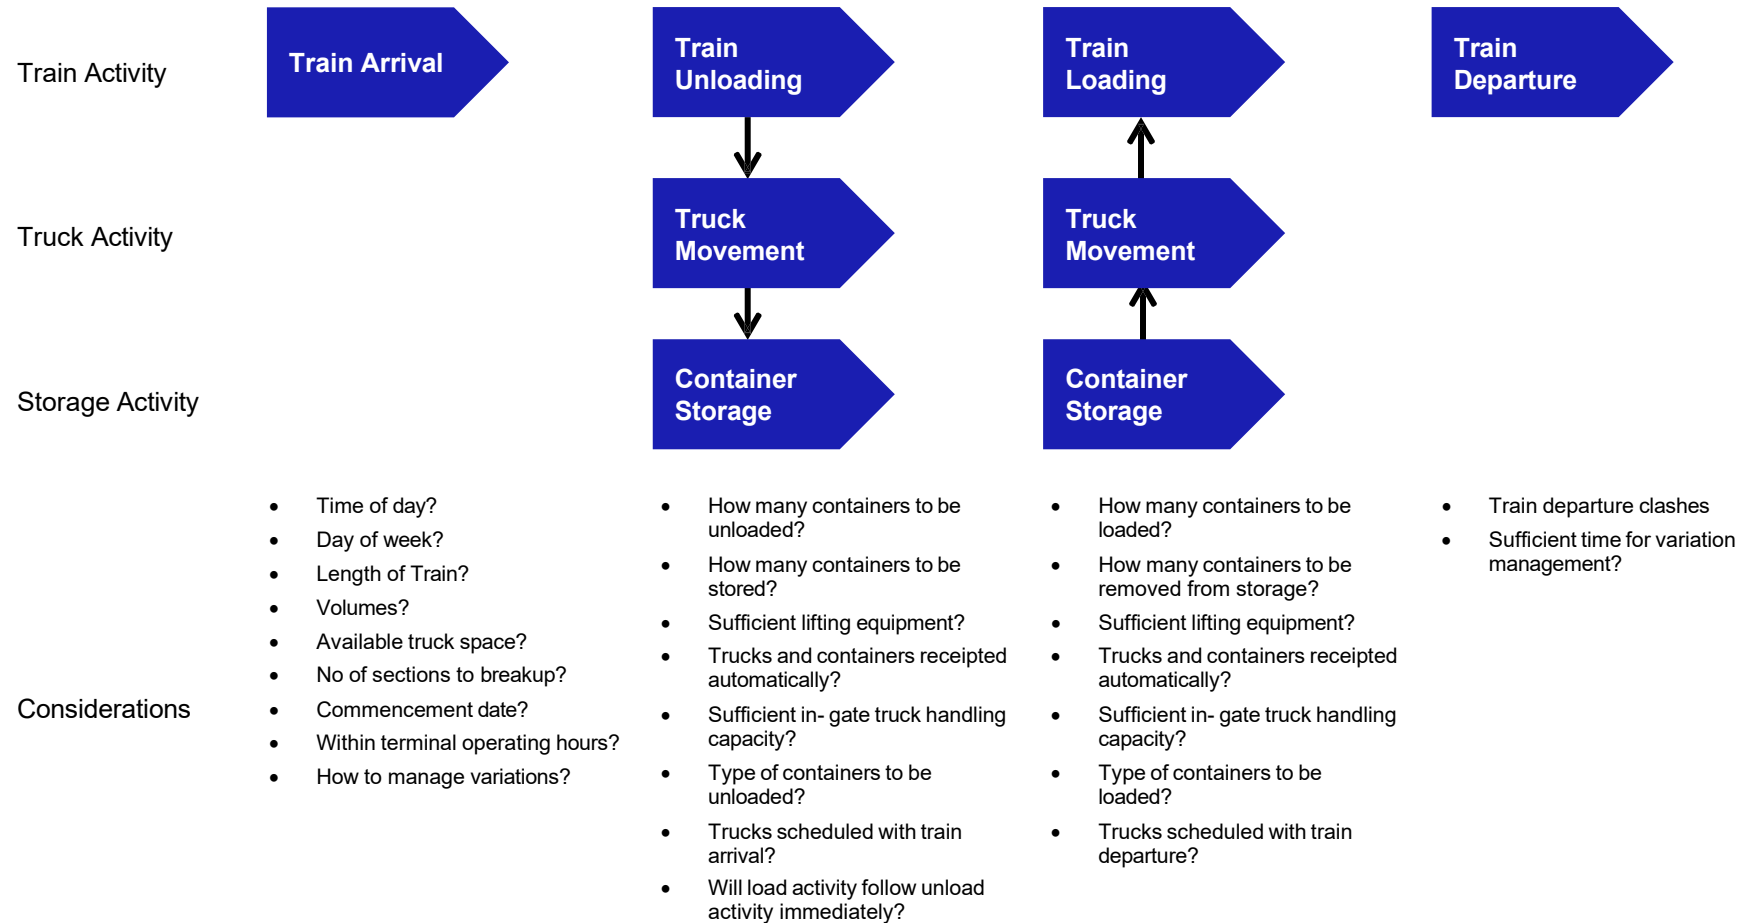 Train Activity
Train Arrival
Train
Unloading
Train
Loading
Train
Departure
Truck Activity
Truck
Movement
Truck
Movement
Storage Activity
Container
Storage
Container
Storage
Considerations
• Time of day?
• Day of week?
• Length of Train?
• Volumes?
• Available truck space?
• No of sections to breakup?
• Commencement date?
• Within terminal operating hours?
• How to manage variations?
• How many containers to be
unloaded?
• How many containers to be
stored?
• Sufficient lifting equipment?
• Trucks and containers receipted
automatically?
• Sufficient in- gate truck handling
capacity?
• Type of containers to be
unloaded?
• Trucks scheduled with train
arrival?
• Will load activity follow unload
activity immediately?
• How many containers to be
loaded?
• How many containers to be
removed from storage?
• Sufficient lifting equipment?
• Trucks and containers receipted
automatically?
• Sufficient in- gate truck handling
capacity?
• Type of containers to be
loaded?
• Trucks scheduled with train
departure?
• Train departure clashes
• Sufficient time for variation
management?